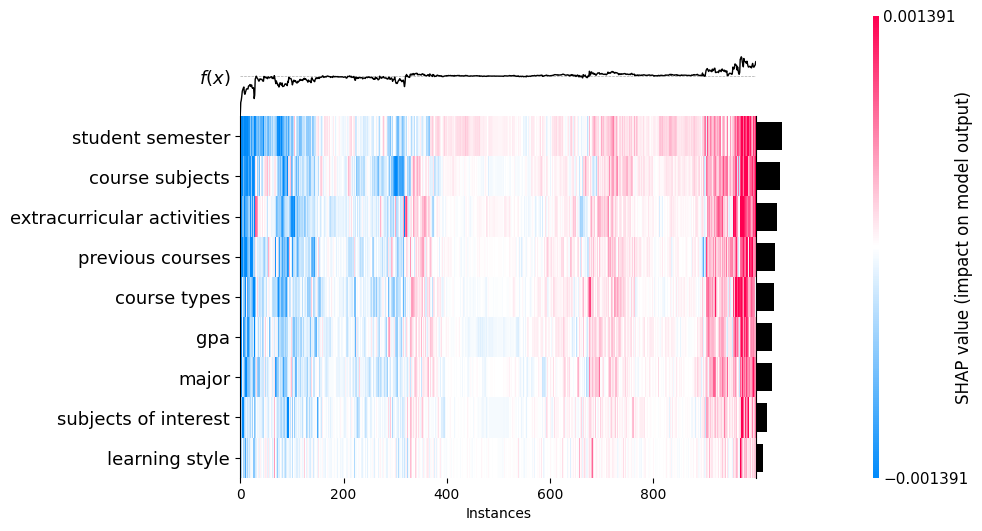 0.001391
f(x)
student semester
course subjects
extracurricular activities
previous courses
course types
gpa
major
subjects of interest
learning style
0 200 400 600 800
Instances
SHAP value (impact on model output)
−0.001391